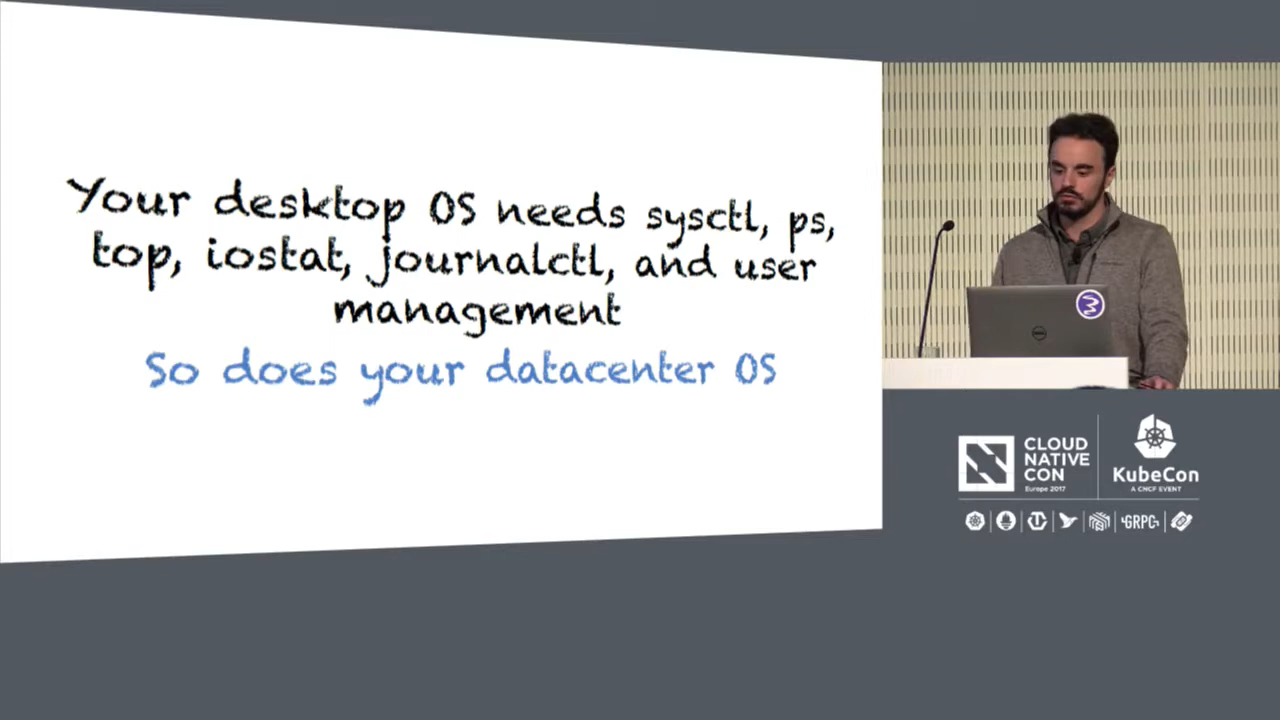 Your desktop OS needs sysctl, ps,
top, iostat, journalctl, and user
management
So does your datacenter OS
CLOUD
NATIVE
CON
Europe 2017
KubeCon
A CNCF EVENT
GRPC